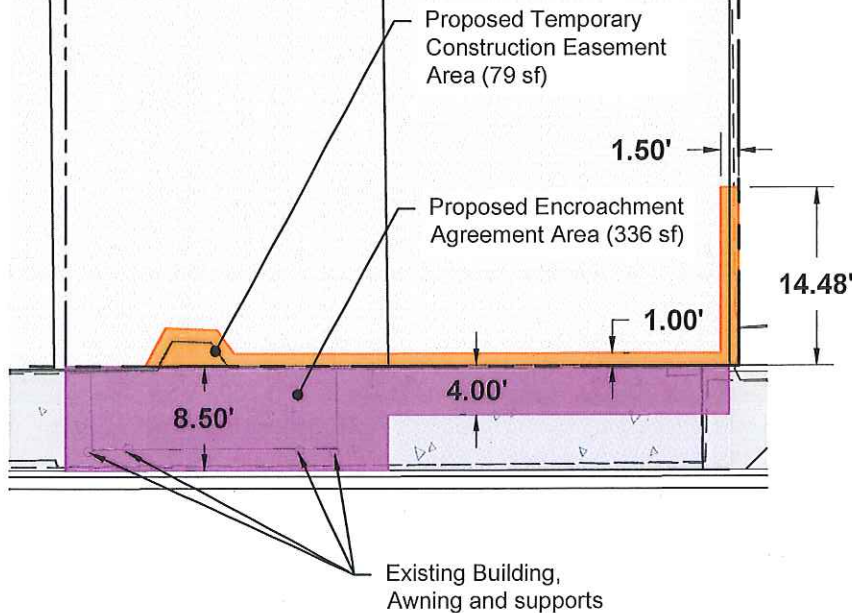 Proposed Temporary
Construction Easement
Area (79 sf)
1.50'
Proposed Encroachment
Agreement Area (336 sf)
14.48'
1.00'
4.00'
8.50'
Existing Building,
Awning and supports